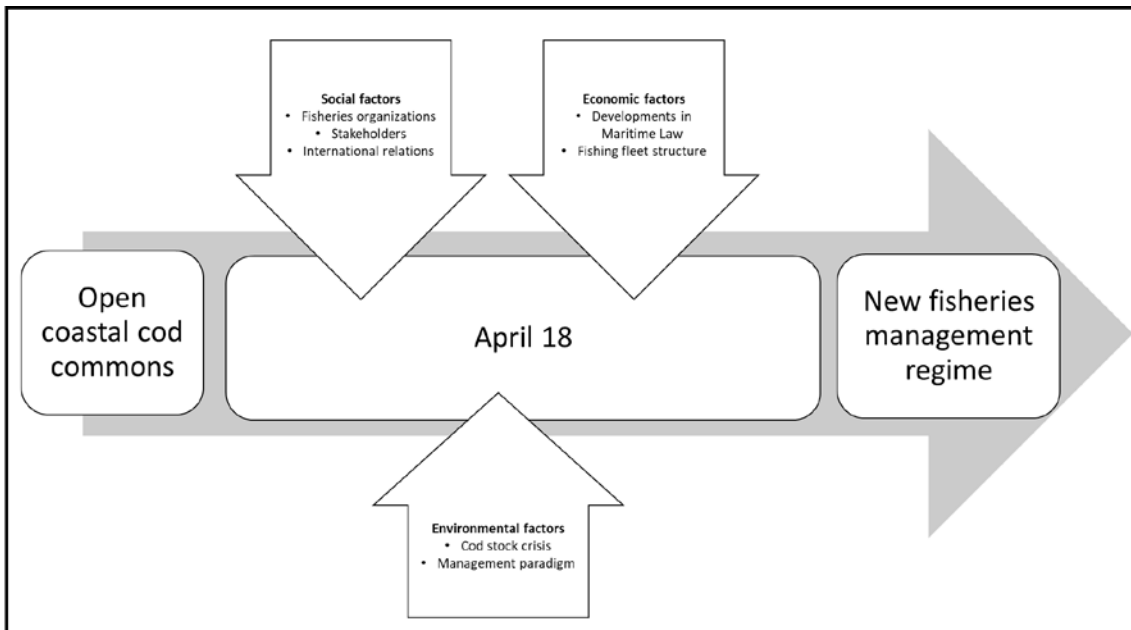 Social factors
• Fisheries organizations
• Stakeholders
• International relations
Economic factors
• Developments in
Maritime Law
• Fishing fleet structure
Open
coastal cod
commons
April 18
New fisheries
management
regime
Environmental factors
• Cod stock crisis
• Management paradigm